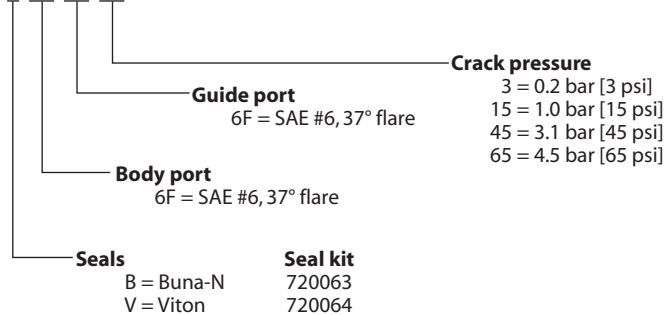 Crack pressure
3 = 0.2 bar [3 psi]
15 = 1.0 bar [15 psi]
45 = 3.1 bar [45 psi]
65 = 4.5 bar [65 psi]
Guide port
6F = SAE #6, 37° flare
Body port
6F = SAE #6, 37° flare
Seals Seal kit
B = Buna-N 720063
V = Viton 720064